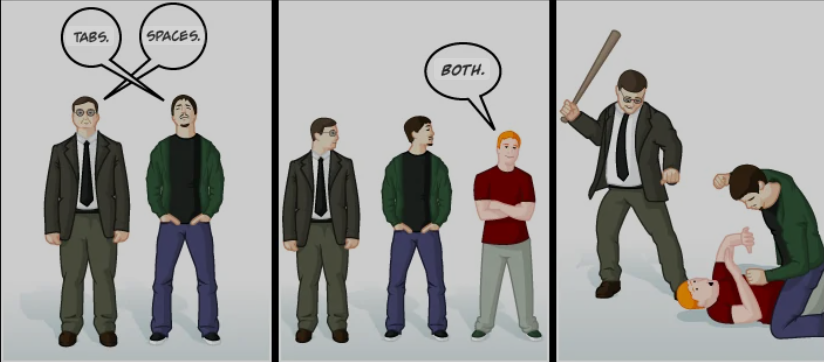 TABS.
SPACES.
BOTH.